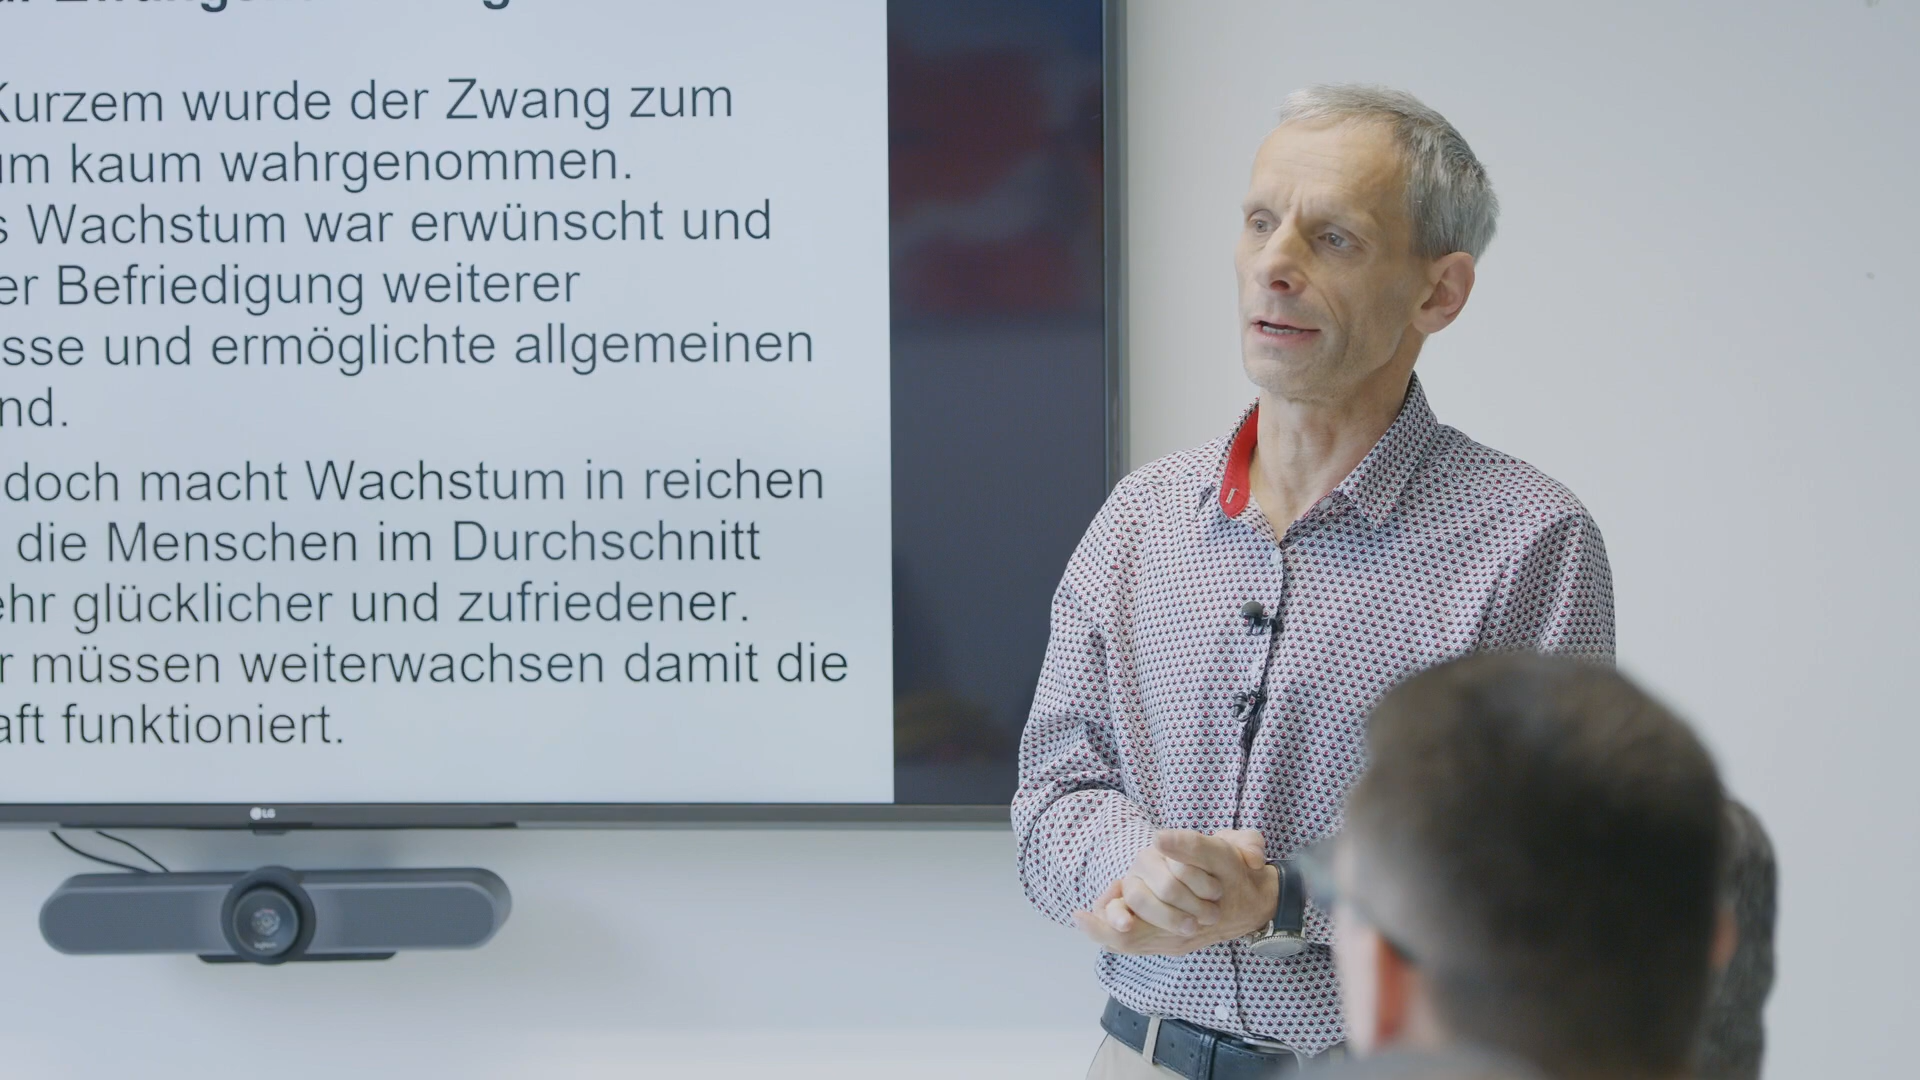 Kurzem wurde der Zwang zum
um kaum wahrgenommen.
s Wachstum war erwünscht und
er Befriedigung weiterer
sse und ermöglichte allgemeinen
nd.
doch macht Wachstum in reichen
die Menschen im Durchschnitt
ehr glücklicher und zufriedener.
r müssen weiterwachsen damit die
aft funktioniert.
LG